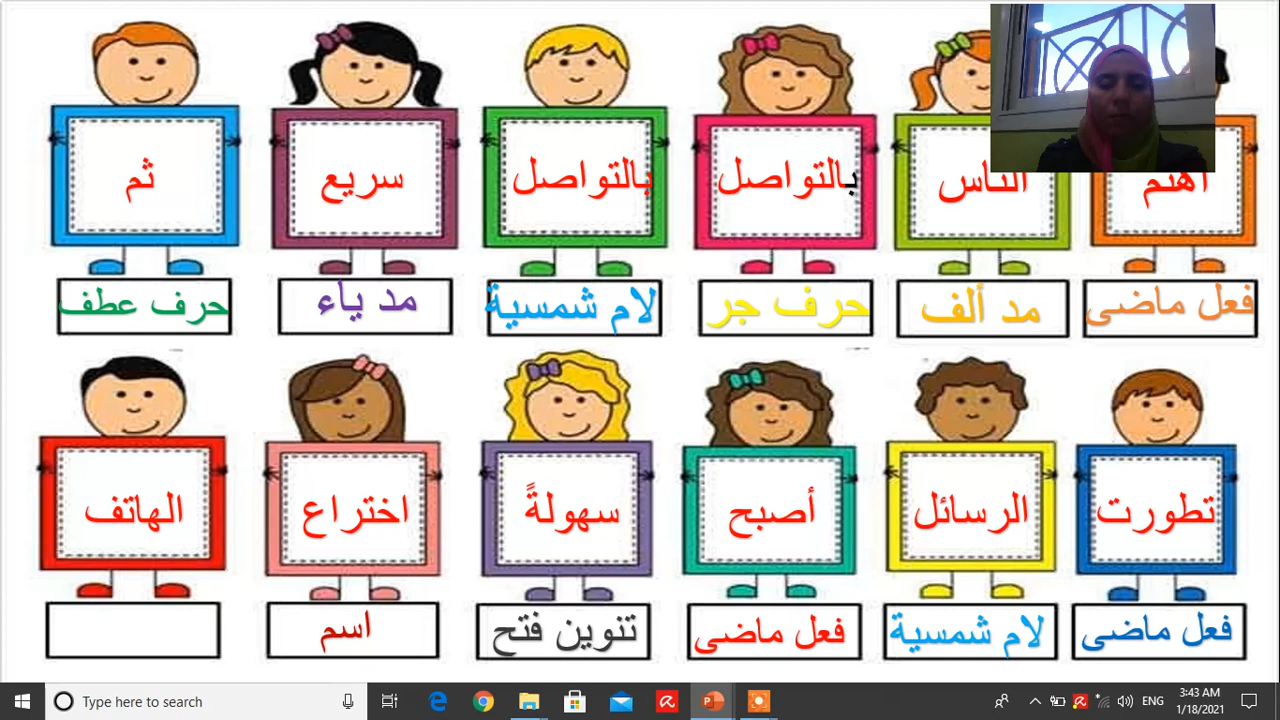 اهتم الناس بالتواصل بالتواصل سريع ثم
فعل ماضى مد ألف حرف جر لام شمسية مد ياء حرف عطف
تطورت الرسائل أصبح سهولةً اختراع الهاتف
فعل ماضى لام شمسية فعل ماضى تنوين فتح اسم
Type here to search
ENG
3:43 AM
1/18/2021